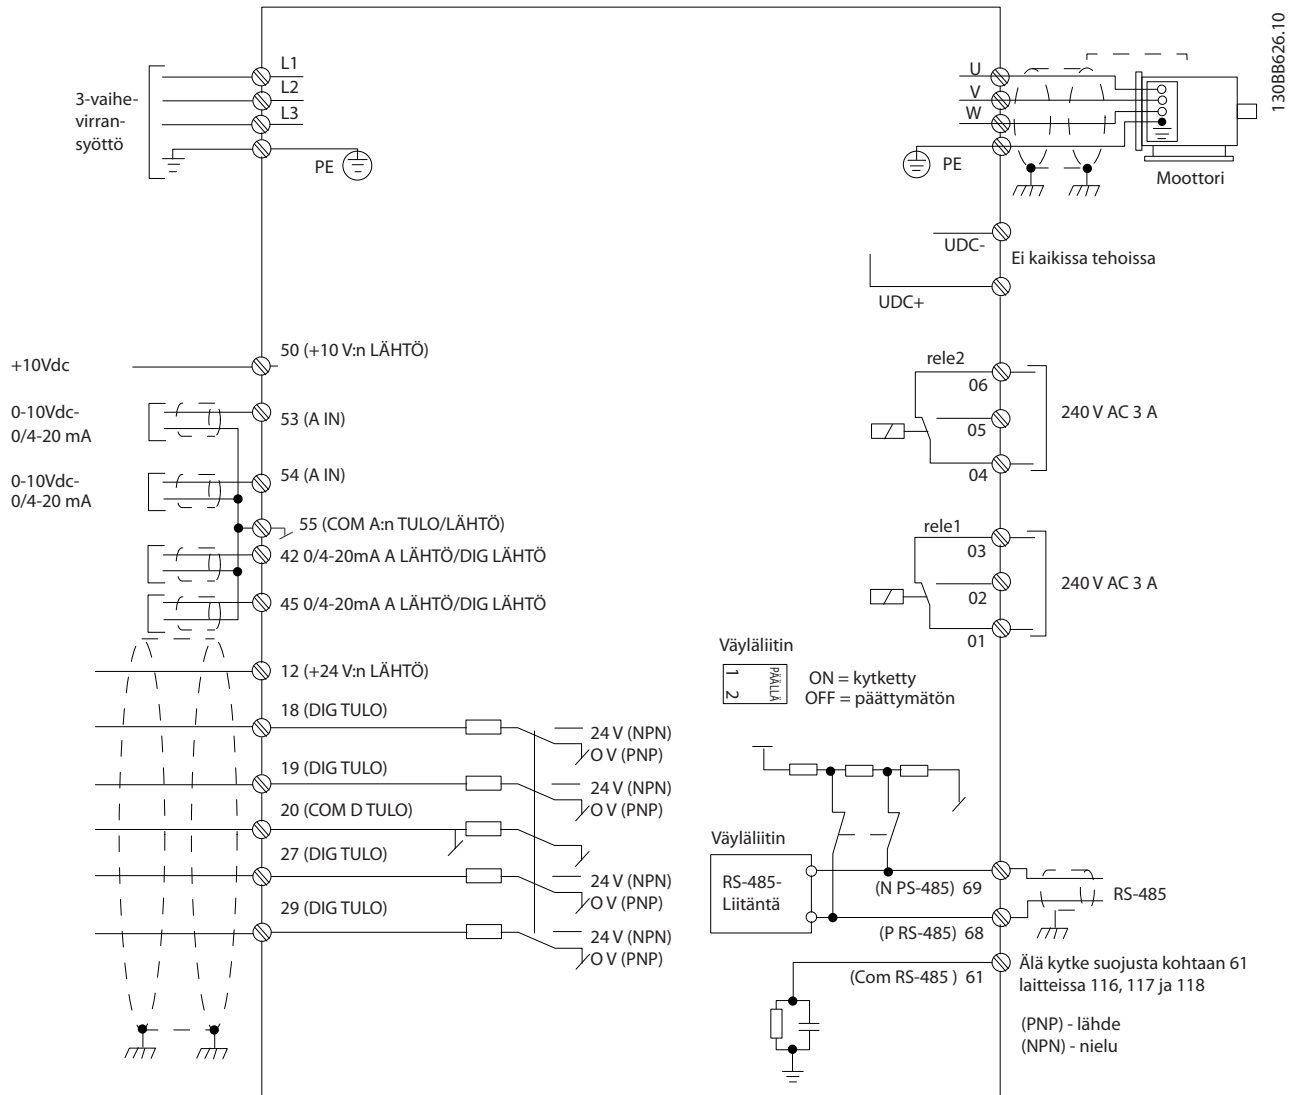 130BB626.10
3-vaihe-
virran-
syöttö
L1
L2
L3
PE
U
V
W
PE
Moottori
UDC-
Ei kaikissa tehoissa
UDC+
+10Vdc
50 (+10 V:n LÄHTÖ)
0-10Vdc-
0/4-20 mA
53 (A IN)
0-10Vdc-
0/4-20 mA
54 (A IN)
55 (COM A:n TULO/LÄHTÖ)
42 0/4-20mA A LÄHTÖ/DIG LÄHTÖ
45 0/4-20mA A LÄHTÖ/DIG LÄHTÖ
12 (+24 V:n LÄHTÖ)
18 (DIG TULO)
24 V (NPN)
O V (PNP)
19 (DIG TULO)
24 V (NPN)
O V (PNP)
20 (COM D TULO)
27 (DIG TULO)
24 V (NPN)
O V (PNP)
29 (DIG TULO)
24 V (NPN)
O V (PNP)
rele2
06
05
04
240 V AC 3 A
rele1
03
02
01
240 V AC 3 A
Väyläliitin
1
2
PÄÄLLÄ
ON = kytketty
OFF = päättymätön
Väyläliitin
RS-485-
Liitäntä
(N PS-485) 69
(P RS-485) 68
RS-485
(Com RS-485 ) 61
Älä kytke suojusta kohtaan 61
laitteissa 116, 117 ja 118
(PNP) - lähde
(NPN) - nielu